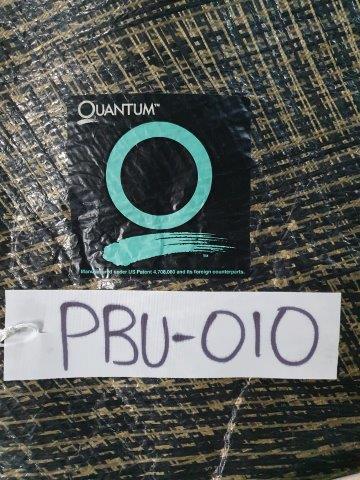 QUANTUM™
Manufactured under US Patent 4,708,080 and its foreign counterparts.
PBU-010